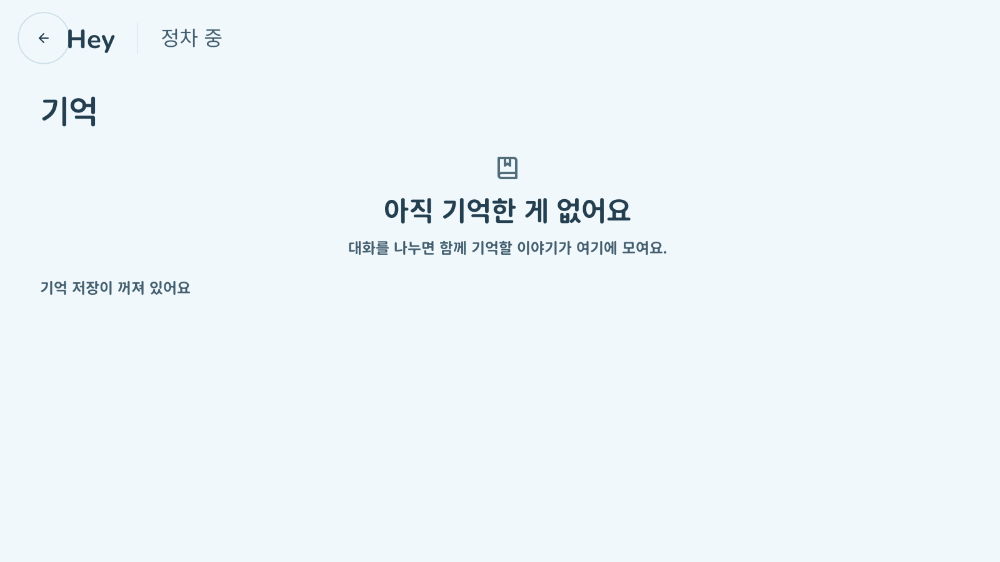 Hey
정차 중
기억
아직 기억한 게 없어요
대화를 나누면 함께 기억할 이야기가 여기에 모여요.
기억 저장이 꺼져 있어요